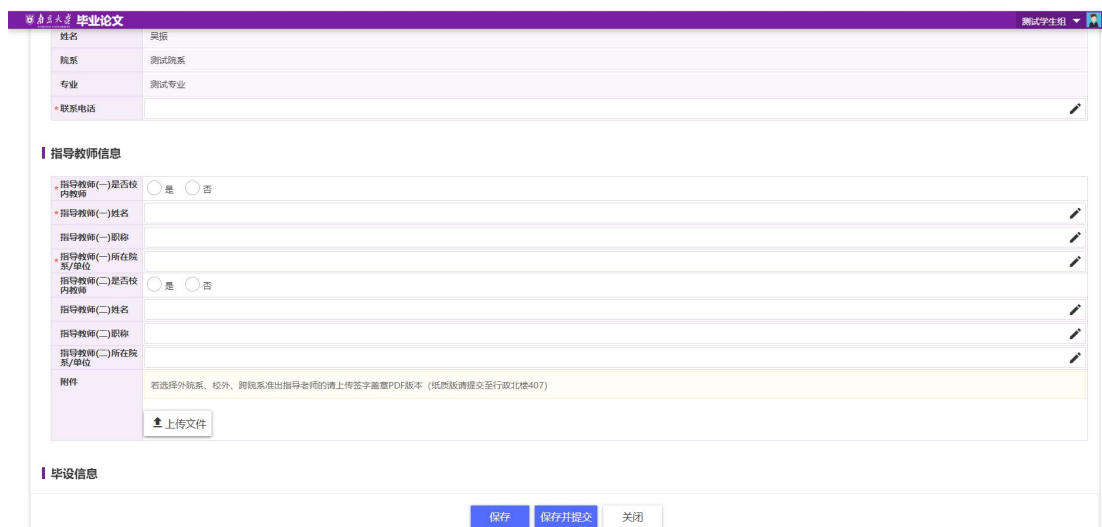 南京大学 毕业论文
测试学生组
姓名 吴振
院系 测试院系
专业 测试专业
*联系电话
指导教师信息
*指导教师(一)是否校内教师 是 否
*指导教师(一)姓名
指导教师(一)职称
*指导教师(一)所在院系/单位
指导教师(二)是否校内教师 是 否
指导教师(二)姓名
指导教师(二)职称
指导教师(二)所在院系/单位
附件 若选择外院系、校外、跨院系准出指导老师的请上传签字盖章PDF版本（纸质版请提交至行政北楼407)
上传文件
毕设信息
保存 保存并提交 关闭